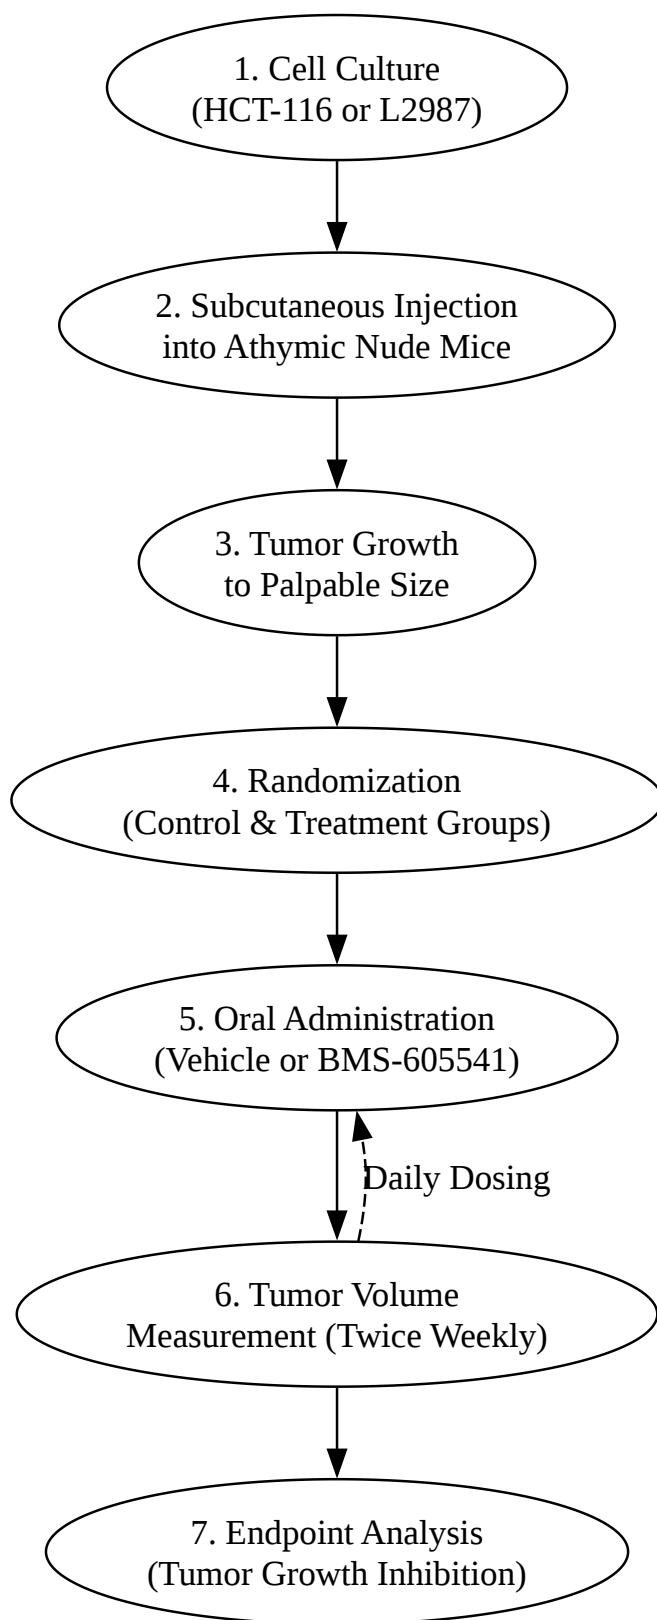 1. Cell Culture
(HCT-116 or L2987)
2. Subcutaneous Injection
into Athymic Nude Mice
3. Tumor Growth
to Palpable Size
4. Randomization
(Control & Treatment Groups)
5. Oral Administration
(Vehicle or BMS-605541)
Daily Dosing
6. Tumor Volume
Measurement (Twice Weekly)
7. Endpoint Analysis
(Tumor Growth Inhibition)